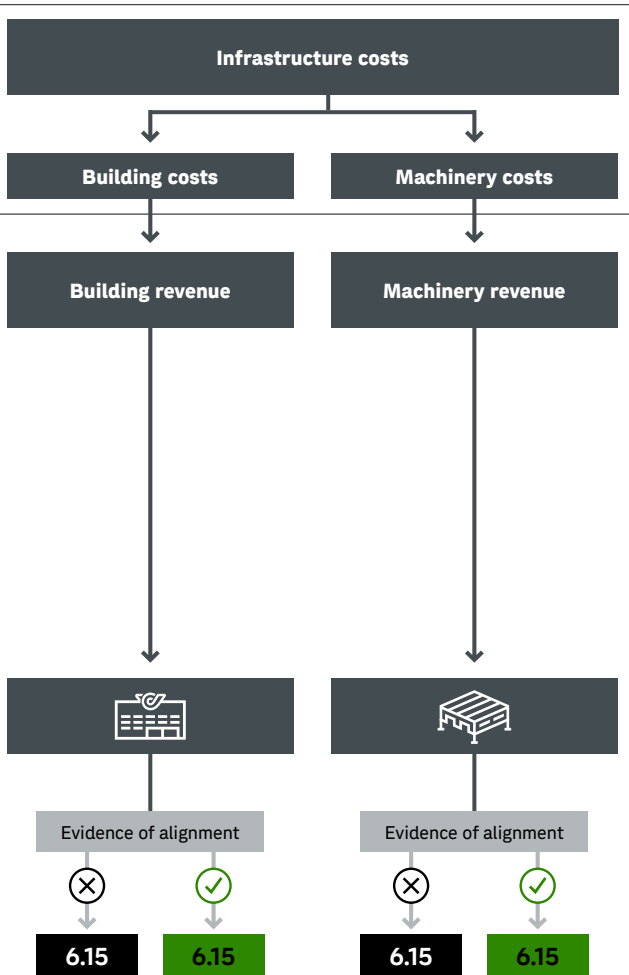 Infrastructure costs
Building costs
Machinery costs
Building revenue
Machinery revenue
Evidence of alignment
Evidence of alignment
6.15
6.15
6.15
6.15